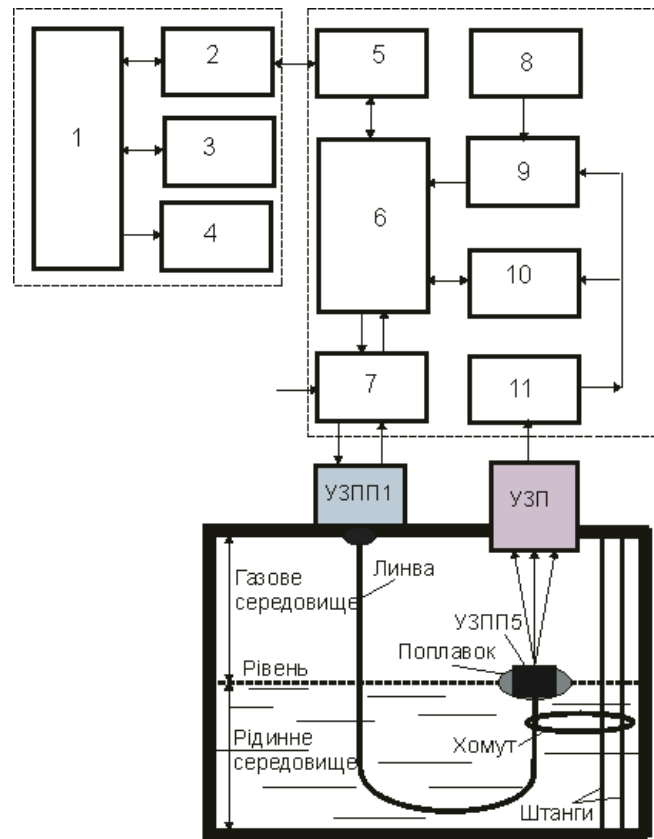 1
2
3
4
5
6
7
8
9
10
11
УЗПП1
УЗП
Газове
середовище
Линва
УЗПП5
Поплавок
Рівень
Рідинне
середовище
Хомут
Штанги